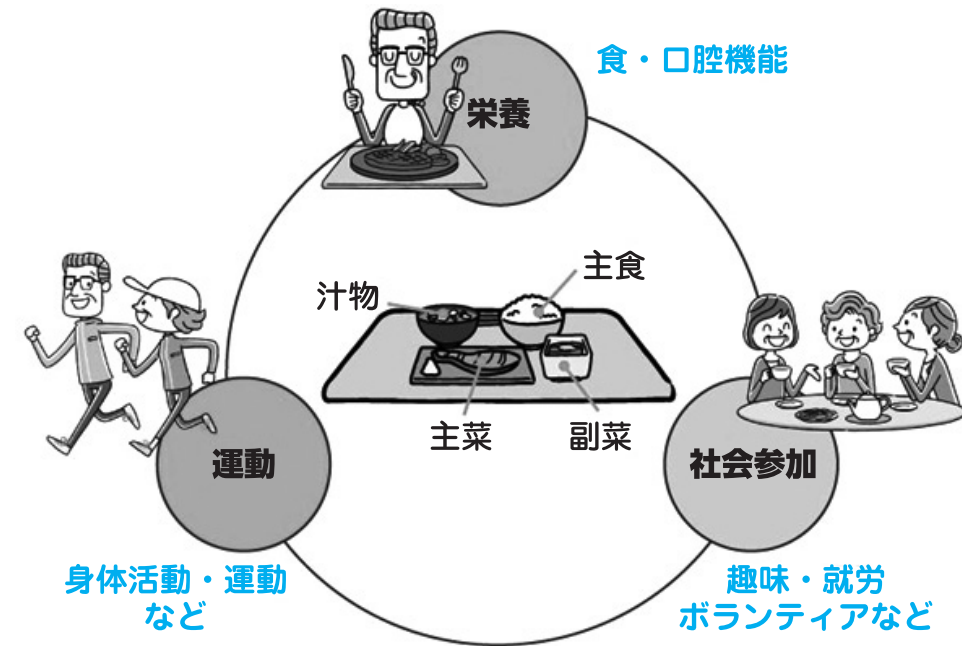 食・口腔機能
栄養
主食
汁物
主菜
副菜
運動
社会参加
身体活動・運動
など
趣味・就労
ボランティアなど